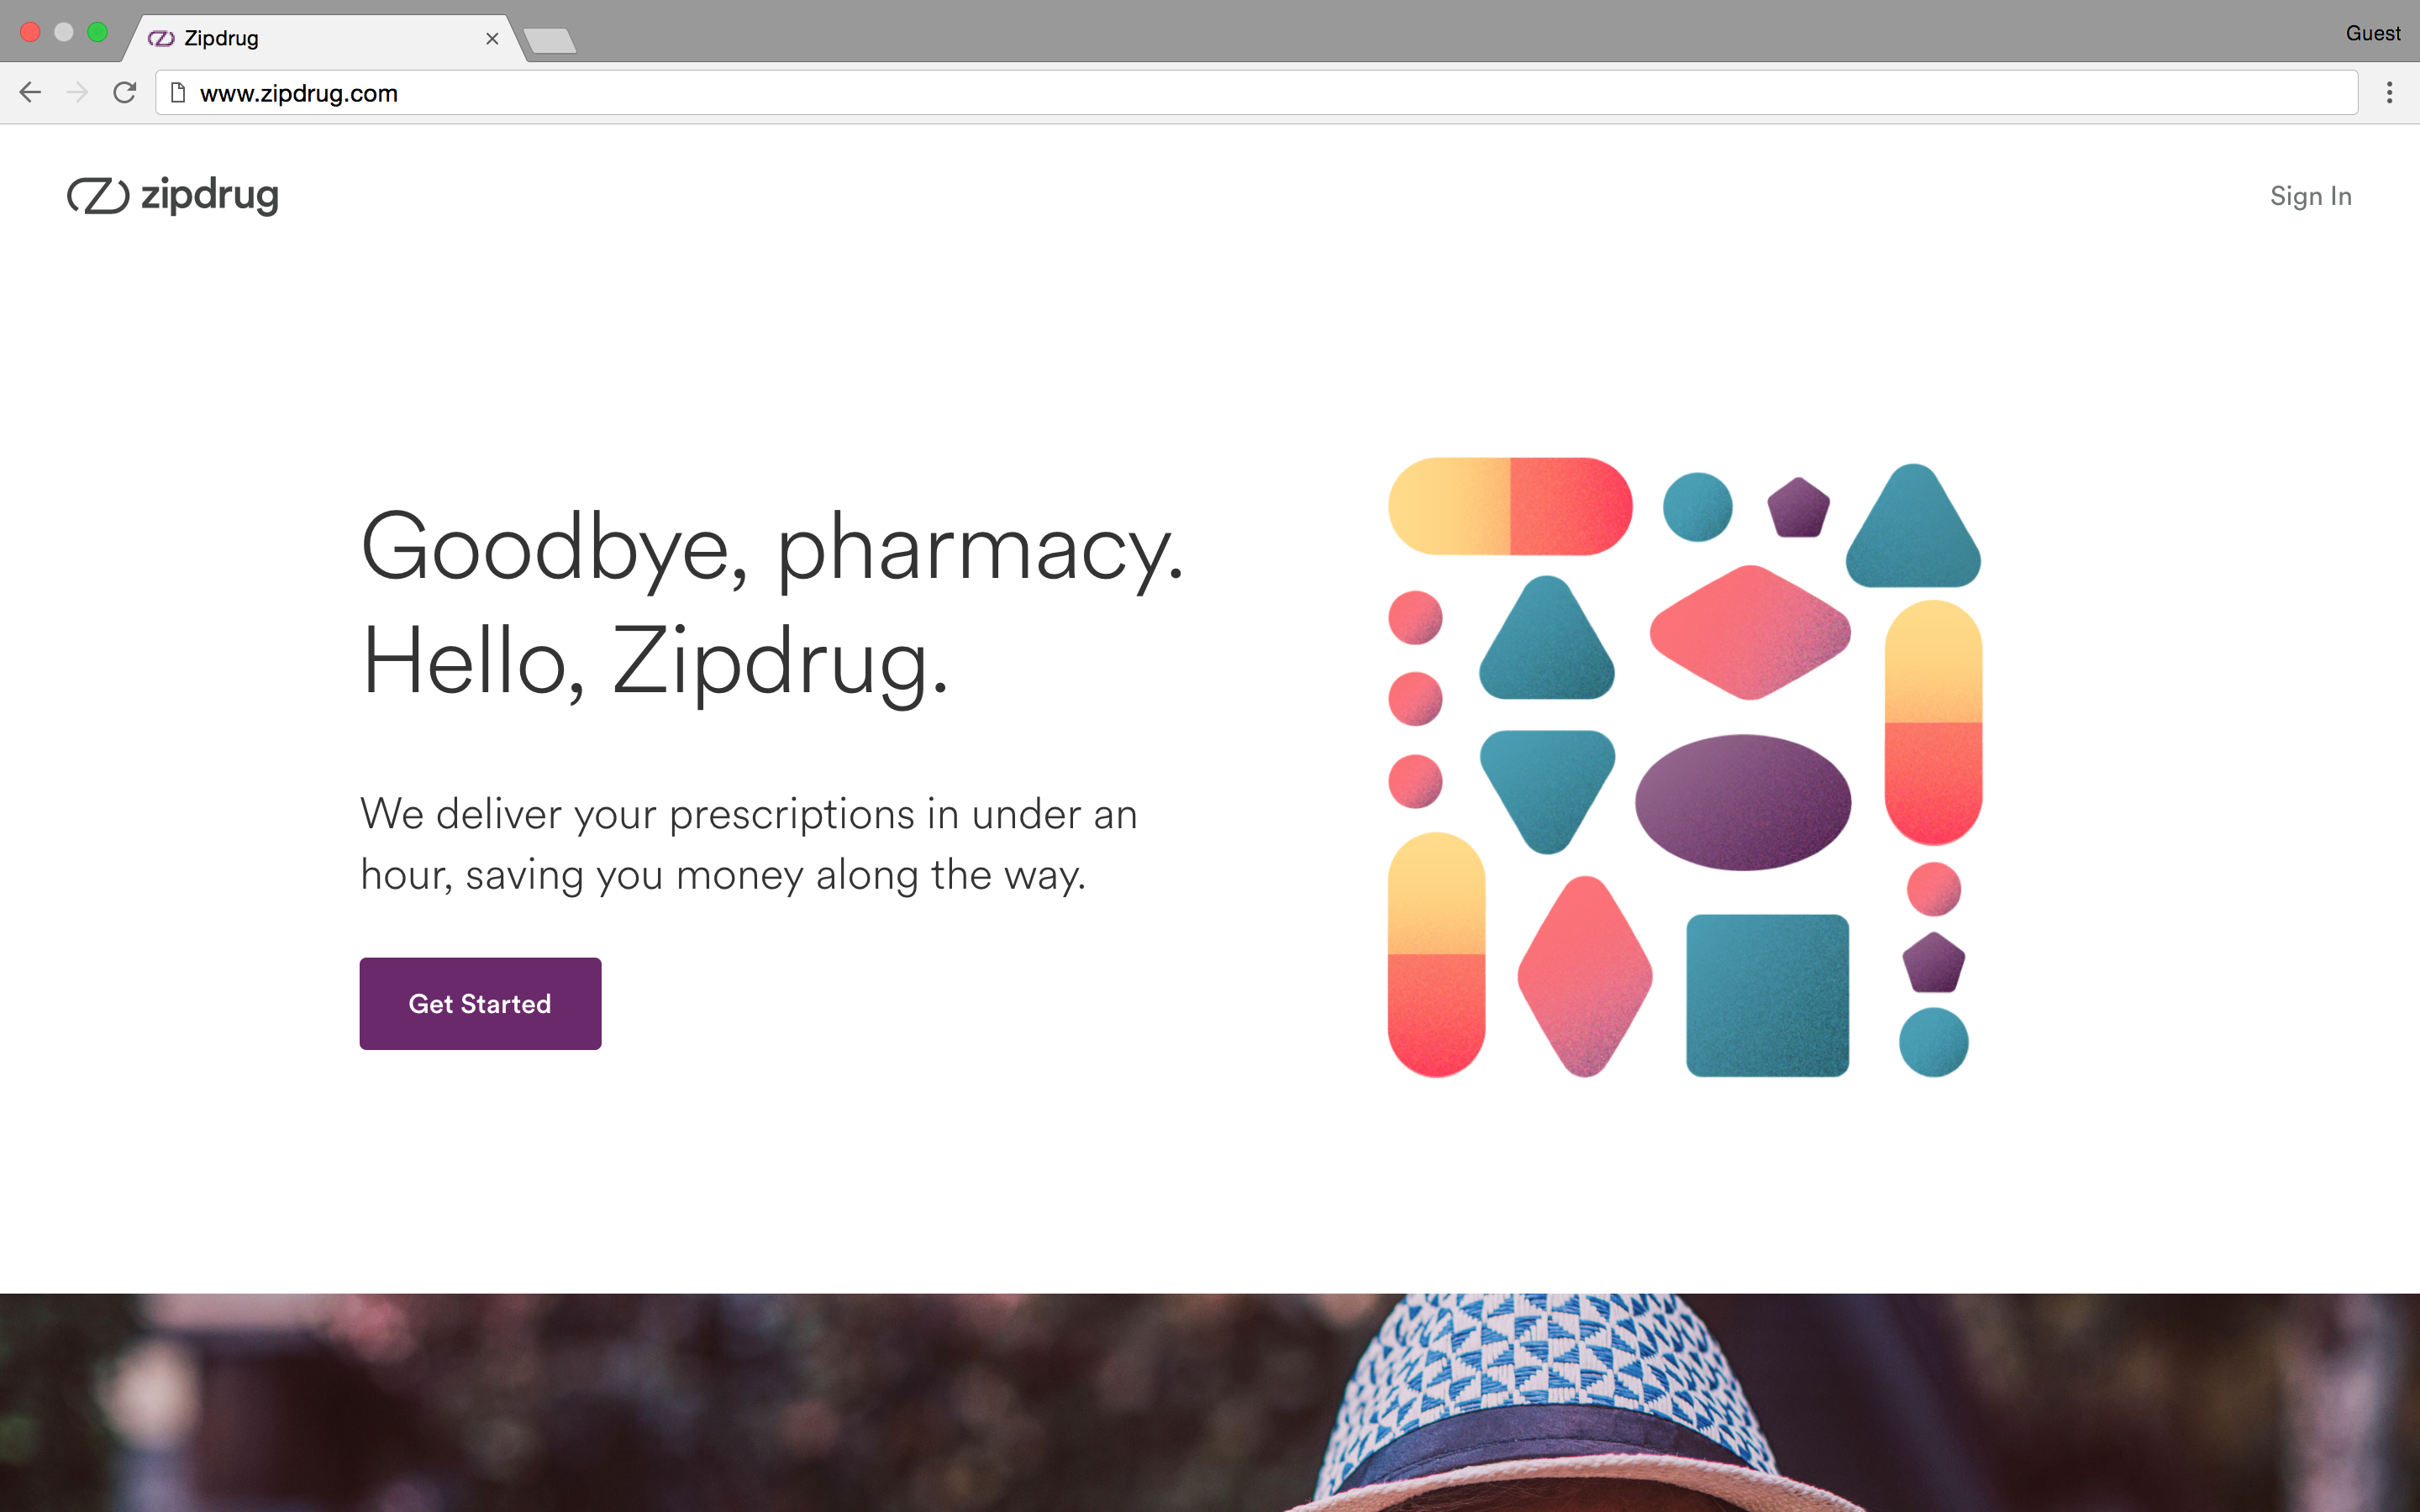 Zipdrug
Guest
www.zipdrug.com
zipdrug
Sign In
Goodbye, pharmacy.
Hello, Zipdrug.
We deliver your prescriptions in under an
hour, saving you money along the way.
Get Started